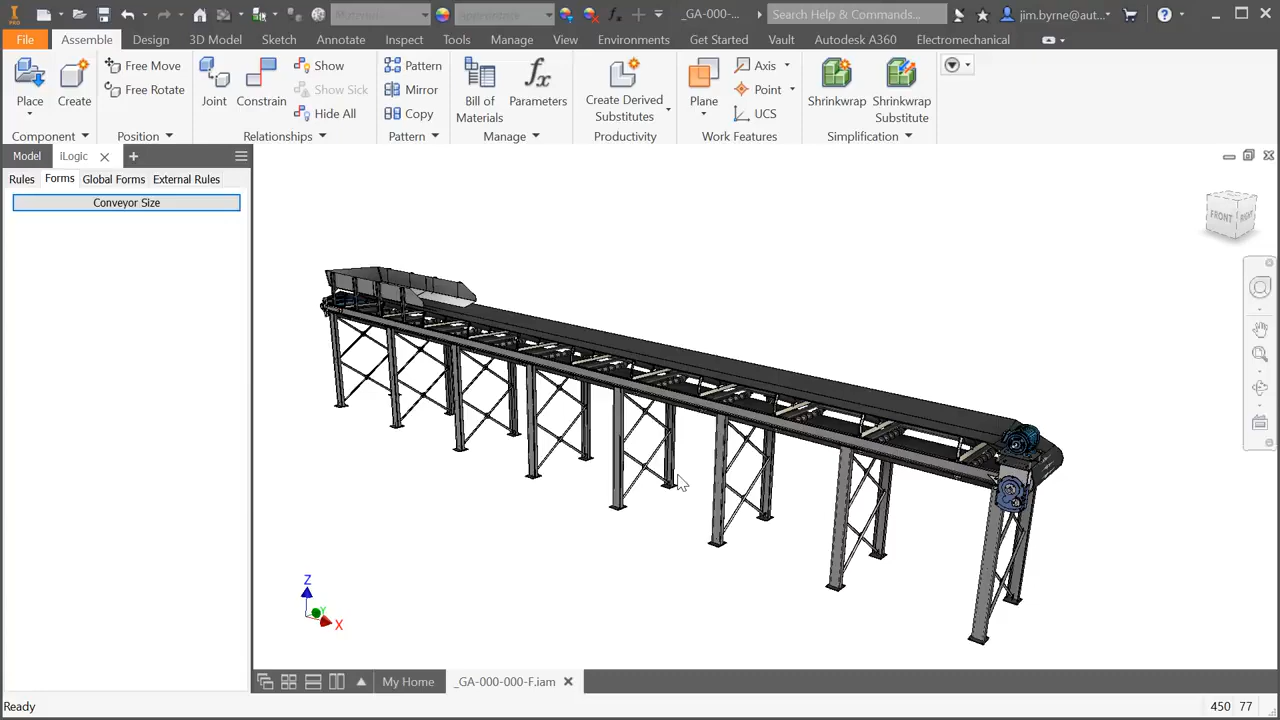 PRO
Material
Appearance
_GA-000-...
Search Help & Commands...
jim.byrne@aut...
File
Assemble
Design
3D Model
Sketch
Annotate
Inspect
Tools
Manage
View
Environments
Get Started
Vault
Autodesk A360
Electromechanical
Place
Create
Component
Free Move
Free Rotate
Position
Joint
Constrain
Show
Show Sick
Hide All
Relationships
Pattern
Mirror
Copy
Pattern
Bill of
Materials
Parameters
Manage
Create Derived
Substitutes
Productivity
Plane
Axis
Point
UCS
Work Features
Shrinkwrap
Shrinkwrap
Substitute
Simplification
Model
iLogic
Rules
Forms
Global Forms
External Rules
Conveyor Size
FRONT
RIGHT
Z
Y
X
My Home
_GA-000-000-F.iam
Ready
450
77